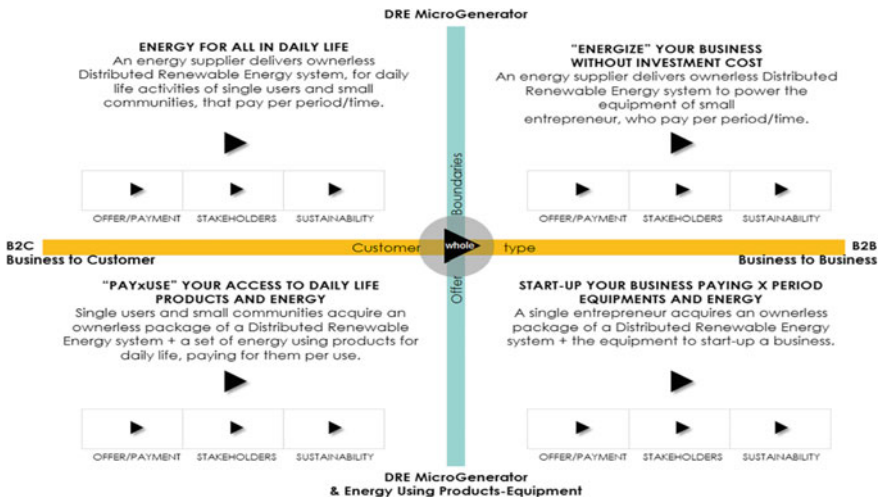 DRE MicroGenerator
ENERGY FOR ALL IN DAILY LIFE
An energy supplier delivers ownerless
Distributed Renewable Energy system, for daily
life activities of single users and small
communities, that pay per period/time.
OFFER/PAYMENT STAKEHOLDERS SUSTAINABILITY
"ENERGIZE" YOUR BUSINESS
WITHOUT INVESTMENT COST
An energy supplier delivers ownerless Distributed
Renewable Energy system to power the
equipment of small
entrepreneur, who pay per period/time.
OFFER/PAYMENT STAKEHOLDERS SUSTAINABILITY
Offer Boundaries
B2C
Business to Customer
Customer whole type
B2B
Business to Business
"PAYxUSE" YOUR ACCESS TO DAILY LIFE
PRODUCTS AND ENERGY
Single users and small communities acquire an
ownerless package of a Distributed Renewable
Energy system + a set of energy using products for
daily life, paying for them per use.
OFFER/PAYMENT STAKEHOLDERS SUSTAINABILITY
START-UP YOUR BUSINESS PAYING X PERIOD
EQUIPMENTS AND ENERGY
A single entrepreneur acquires an ownerless
package of a Distributed Renewable Energy
system + the equipment to start-up a business.
OFFER/PAYMENT STAKEHOLDERS SUSTAINABILITY
DRE MicroGenerator
& Energy Using Products-Equipment